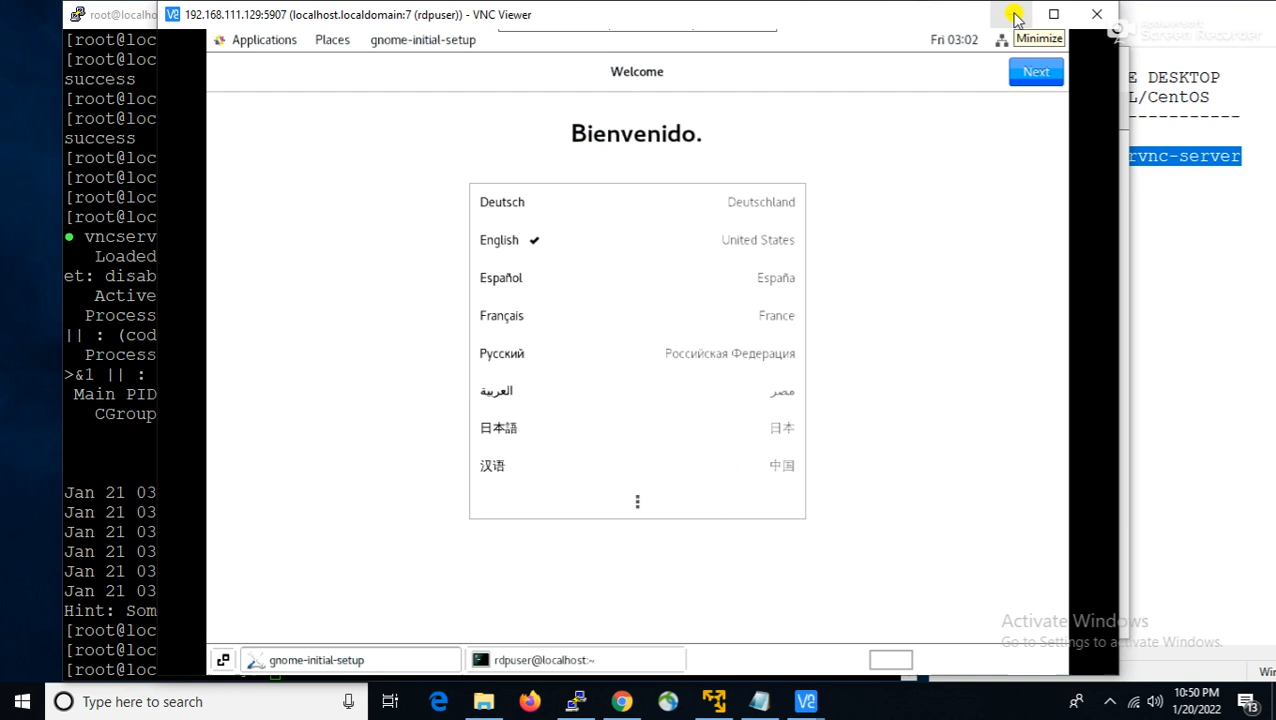 root@localho
192.168.111.129:5907 (localhost.localdomain:7 (rdpuser)) - VNC Viewer
Applications Places gnome-initial-setup Fri 03:02
Minimize
Welcome
Next
Bienvenido.
Deutsch Deutschland
English United States
Español España
Français France
Русский Российская Федерация
العربية مصر
日本語 日本
汉语 中国
gnome-initial-setup
rdpuser@localhost:~
[root@loc
[root@loc
success
[root@loc
[root@loc
success
[root@loc
[root@loc
[root@loc
[root@loc
● vncserv
Loaded
et: disab
Active
Process
|| : (cod
Process
>&1 || :
Main PID
CGroup
Jan 21 03
Jan 21 03
Jan 21 03
Jan 21 03
Jan 21 03
Jan 21 03
Hint: Som
[root@loc
[root@loc
[root@loc
Screen Recorder
E DESKTOP
L/CentOS
-----------
rvnc-server
Activate Windows
Go to Settings to activate Windows.
Win
Type here to search
10:50 PM
1/20/2022
13